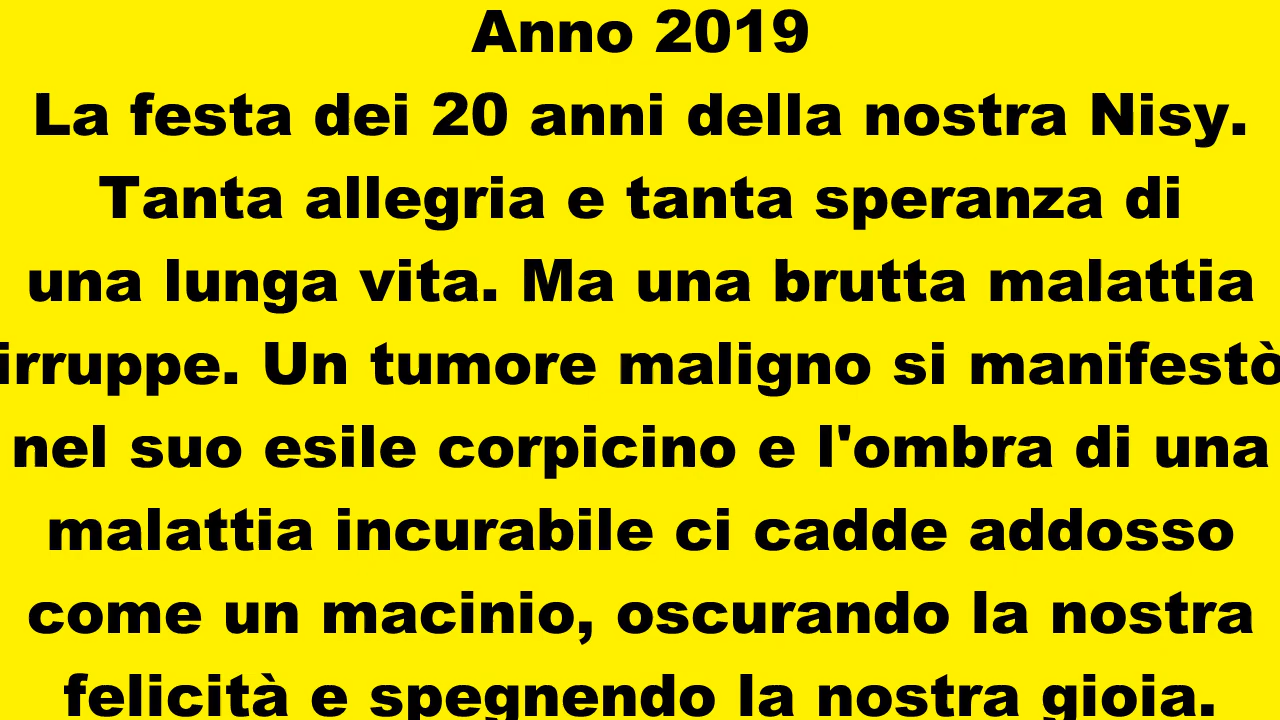 Anno 2019
La festa dei 20 anni della nostra Nisy.
Tanta allegria e tanta speranza di
una lunga vita. Ma una brutta malattia
irruppe. Un tumore maligno si manifestò
nel suo esile corpicino e l'ombra di una
malattia incurabile ci cadde addosso
come un macinio, oscurando la nostra
felicità e spegnendo la nostra gioia.